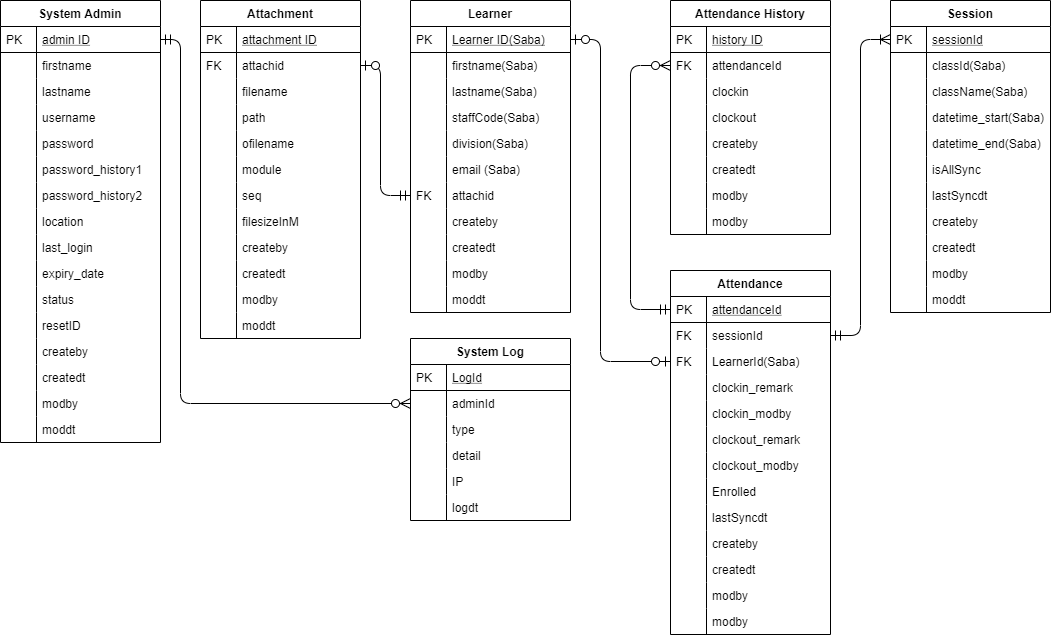 System Admin
PK admin ID
firstname
lastname
username
password
password_history1
password_history2
location
last_login
expiry_date
status
resetID
createby
createdt
modby
moddt
Attachment
PK attachment ID
FK attachid
filename
path
ofilename
module
seq
filesizeInM
createby
createdt
modby
moddt
Learner
PK Learner ID(Saba)
firstname(Saba)
lastname(Saba)
staffCode(Saba)
division(Saba)
email (Saba)
FK attachid
createby
createdt
modby
moddt
System Log
PK LogId
adminId
type
detail
IP
logdt
Attendance History
PK history ID
FK attendanceId
clockin
clockout
createby
createdt
modby
modby
Attendance
PK attendanceId
FK sessionId
FK LearnerId(Saba)
clockin_remark
clockin_modby
clockout_remark
clockout_modby
Enrolled
lastSyncdt
createby
createdt
modby
modby
Session
PK sessionId
classId(Saba)
className(Saba)
datetime_start(Saba)
datetime_end(Saba)
isAllSync
lastSyncdt
createby
createdt
modby
moddt